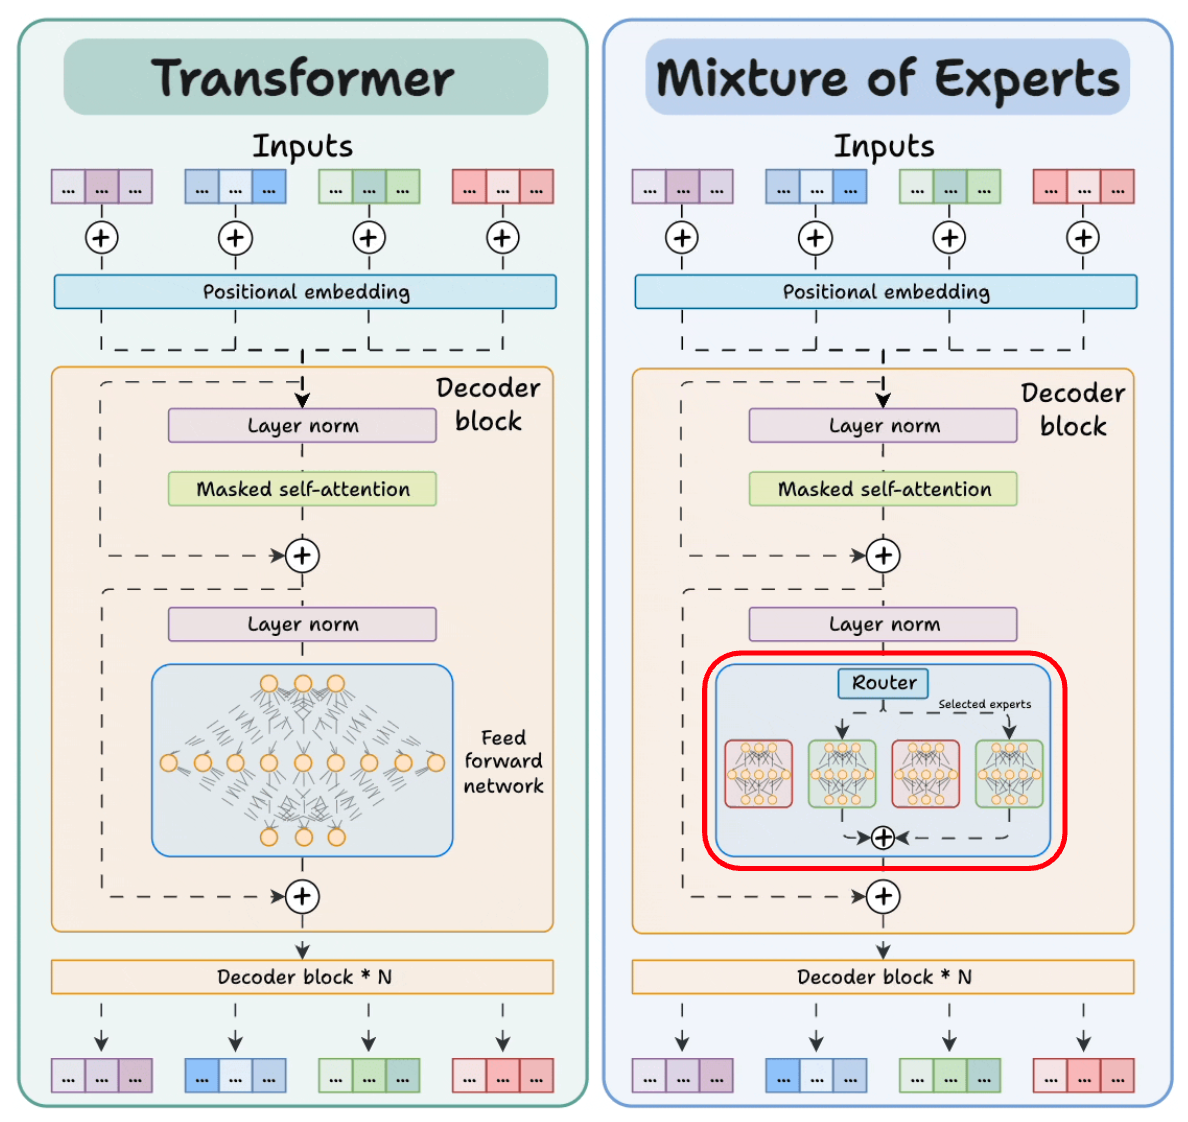 Transformer
Inputs
... ... ... ... ... ... ... ... ... ... ... ...
+ + + +
Positional embedding
Decoder
block
Layer norm
Masked self-attention
+
Layer norm
Feed
forward
network
+
Decoder block * N
... ... ... ... ... ... ... ... ... ... ... ...
Mixture of Experts
Inputs
... ... ... ... ... ... ... ... ... ... ... ...
+ + + +
Positional embedding
Decoder
block
Layer norm
Masked self-attention
+
Layer norm
Router
Selected experts
+
+
Decoder block * N
... ... ... ... ... ... ... ... ... ... ... ...